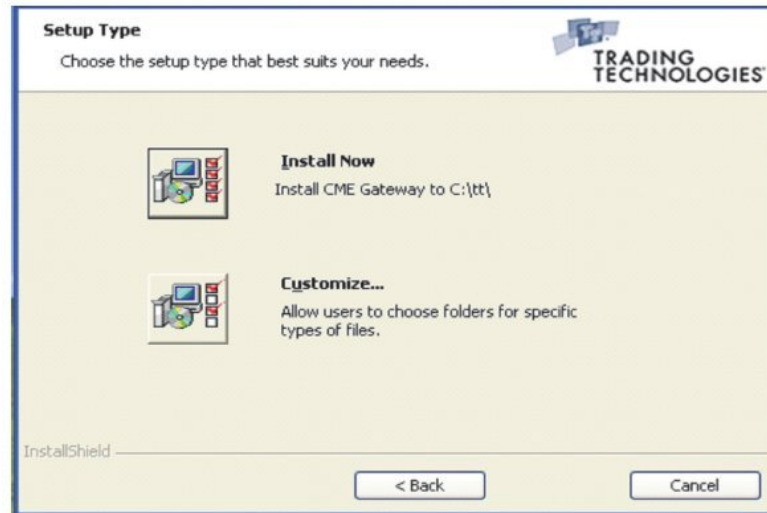 Setup Type
Choose the setup type that best suits your needs.
TRADING
TECHNOLOGIES®
Install Now
Install CME Gateway to C:\tt\
Customize...
Allow users to choose folders for specific
types of files.
InstallShield
< Back
Cancel